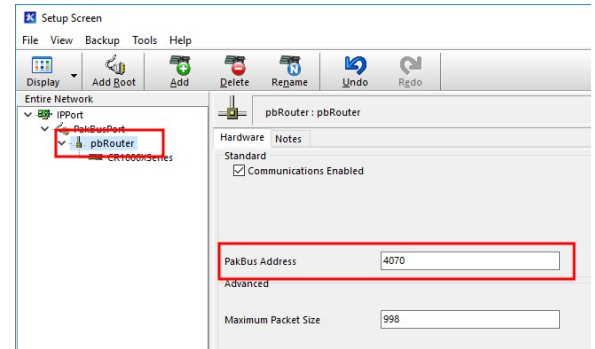 Setup Screen
File View Backup Tools Help
Display Add Root Add Delete Rename Undo Redo
Entire Network
IPPort
PakBusPort
pbRouter
CR1000XSeries
pbRouter : pbRouter
Hardware Notes
Standard
Communications Enabled
PakBus Address 4070
Advanced
Maximum Packet Size 998